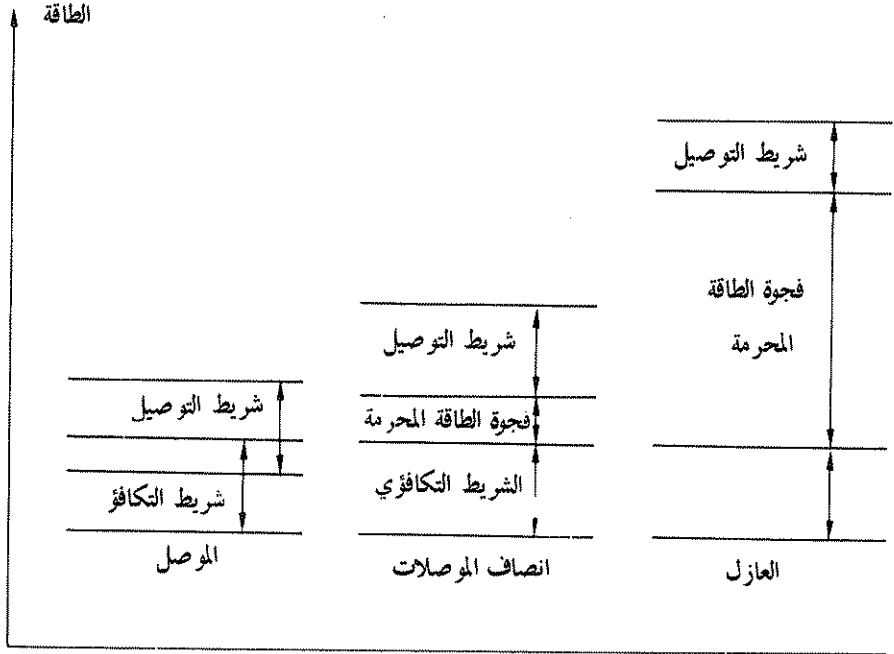 الطاقة
شريط التوصيل
فجوة الطاقة
المحرمة
العازل
شريط التوصيل
فجوة الطاقة المحرمة
الشريط التكافؤي
انصاف الموصلات
شريط التوصيل
شريط التكافؤ
الموصل